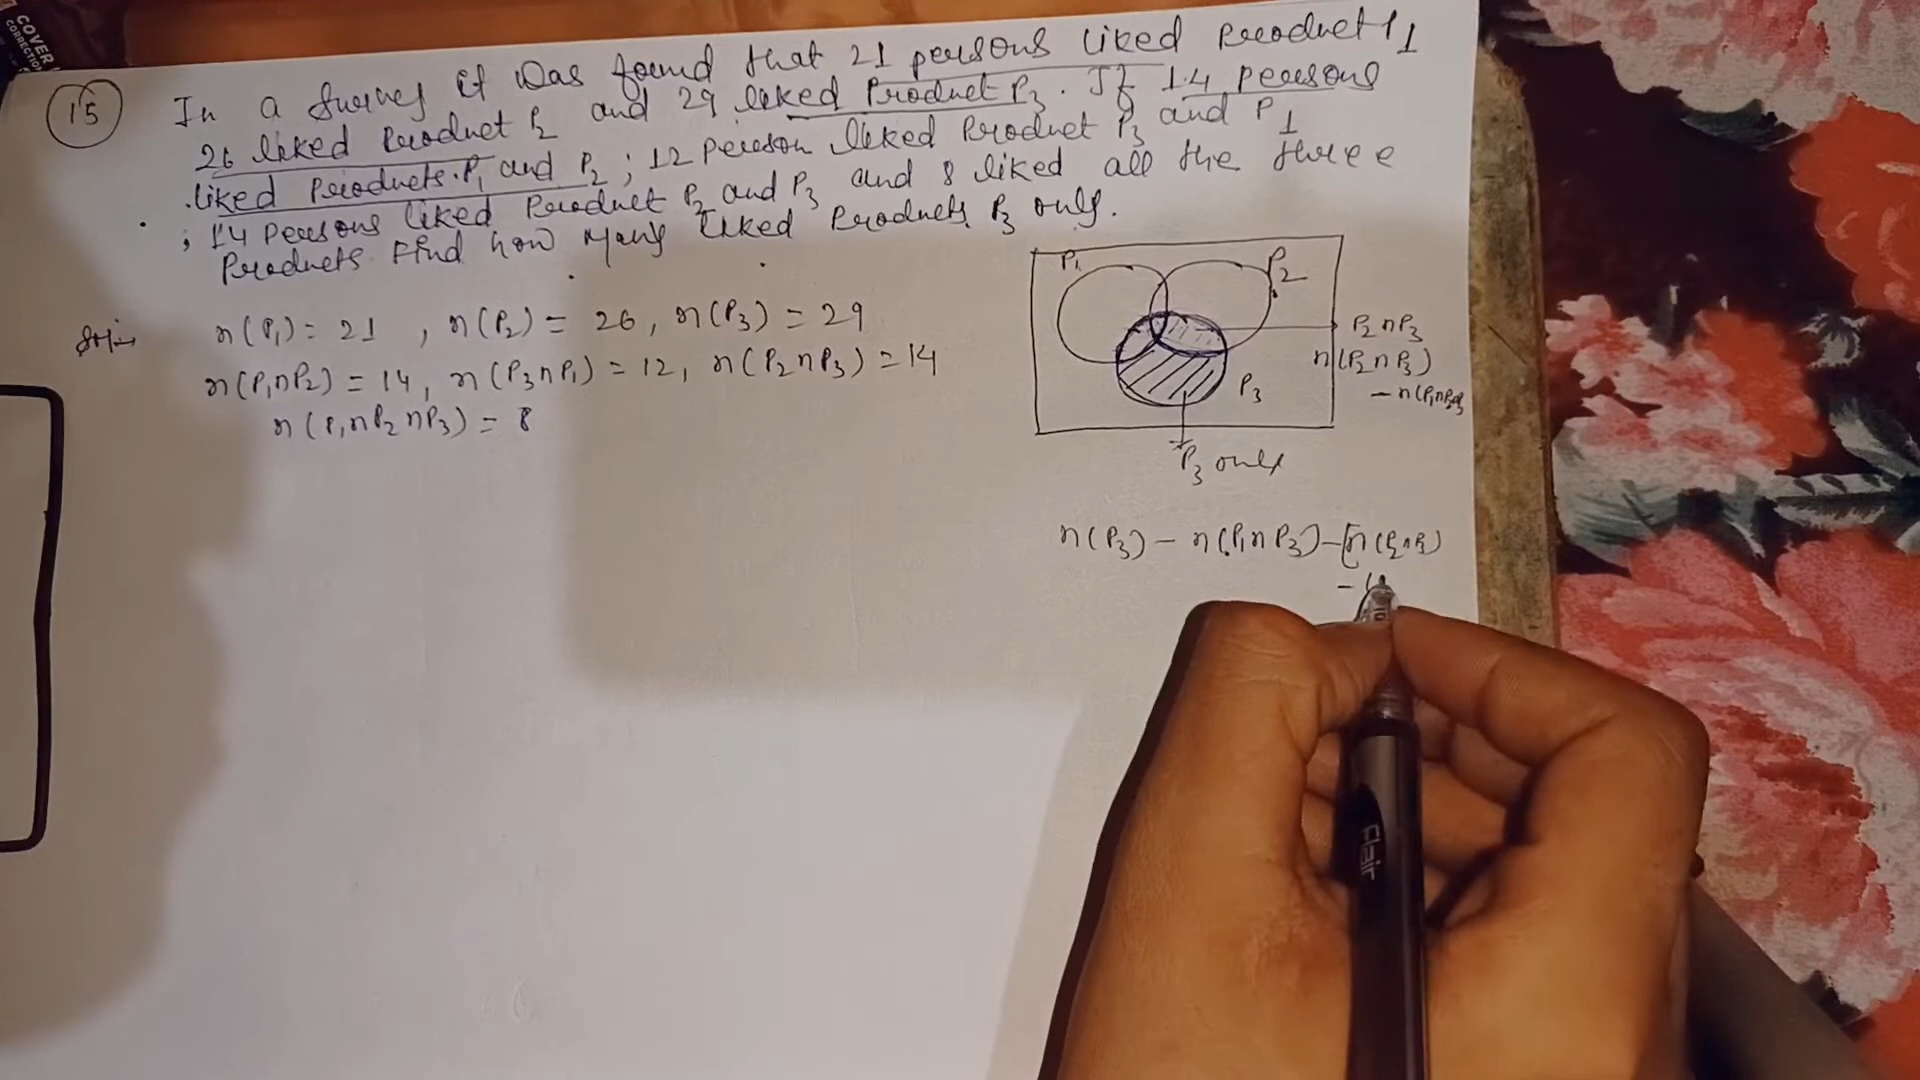 COVER
CORRECTION
15
In a survey it was found that 21 persons liked Product P1
26 liked Product P2 and 29 liked Product P3. If 14 persons
liked Products P1 and P2; 12 person liked Product P3 and P1
; 14 persons liked Product P2 and P3 and 8 liked all the three
Products. Find how many liked Products P3 only.
Sol:-
n(P1) = 21 , n(P2) = 26, n(P3) = 29
n(P1∩P2) = 14, n(P3∩P1) = 12, n(P2∩P3) = 14
n(P1∩P2∩P3) = 8
P1
P2
P2∩P3
n(P2∩P3)
P3
P3 only
n(P3) - n(P1∩P3) - [n(P2∩P3)
-
Flair